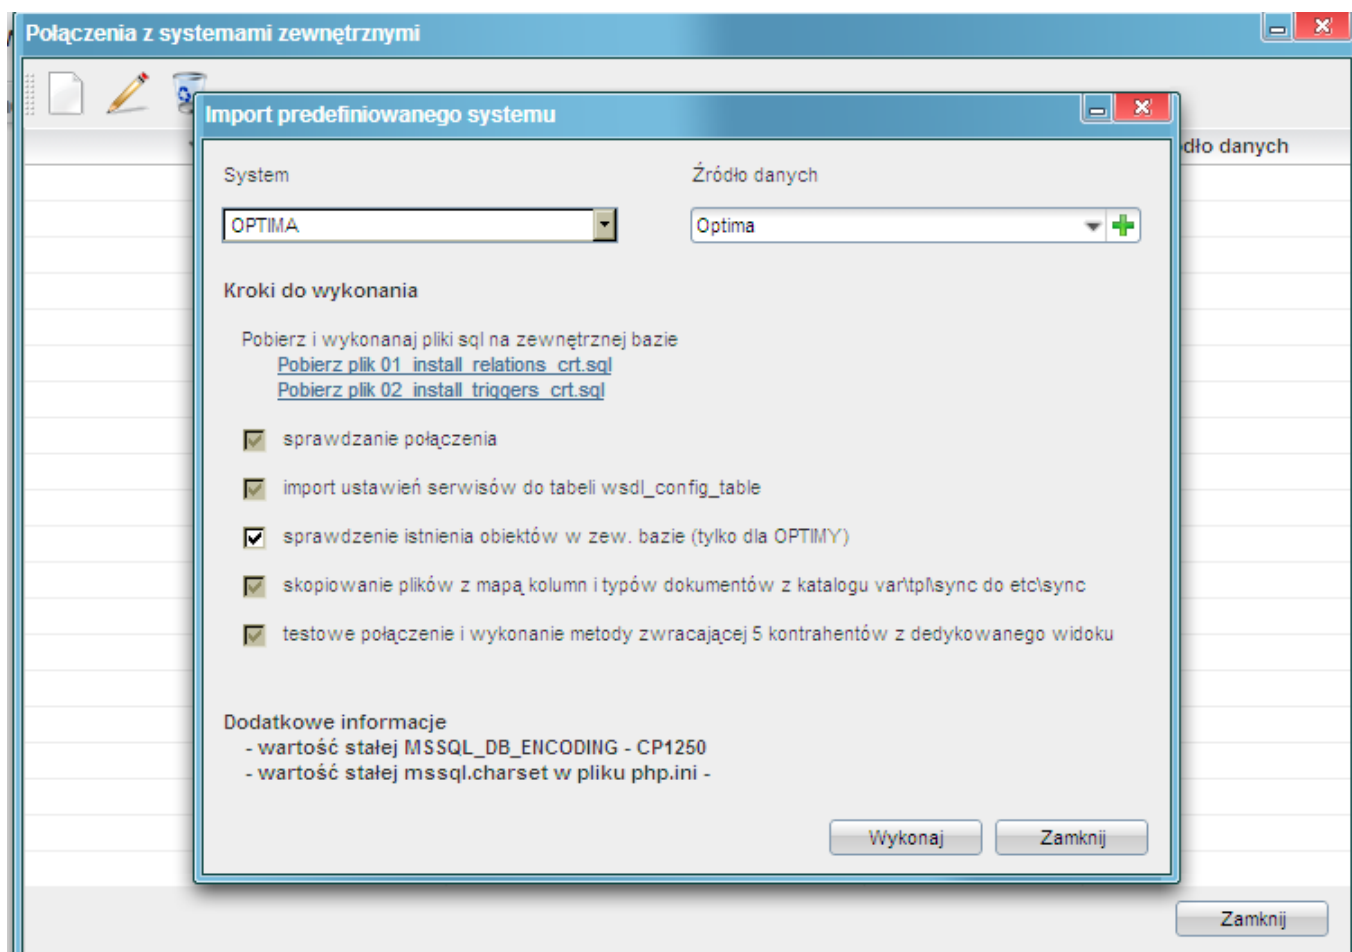 Połączenia z systemami zewnętrznymi
Import predefiniowanego systemu
dło danych
System
Źródło danych
OPTIMA
Optima
Kroki do wykonania
Pobierz i wykonanaj pliki sql na zewnętrznej bazie
Pobierz plik 01_install_relations_crt.sql
Pobierz plik 02_install_triggers_crt.sql
sprawdzanie połączenia
import ustawień serwisów do tabeli wsdl_config_table
sprawdzenie istnienia obiektów w zew. bazie (tylko dla OPTIMY)
skopiowanie plików z mapą kolumn i typów dokumentów z katalogu var\tpl\sync do etc\sync
testowe połączenie i wykonanie metody zwracającej 5 kontrahentów z dedykowanego widoku
Dodatkowe informacje
- wartość stałej MSSQL_DB_ENCODING - CP1250
- wartość stałej mssql.charset w pliku php.ini -
Wykonaj
Zamknij
Zamknij